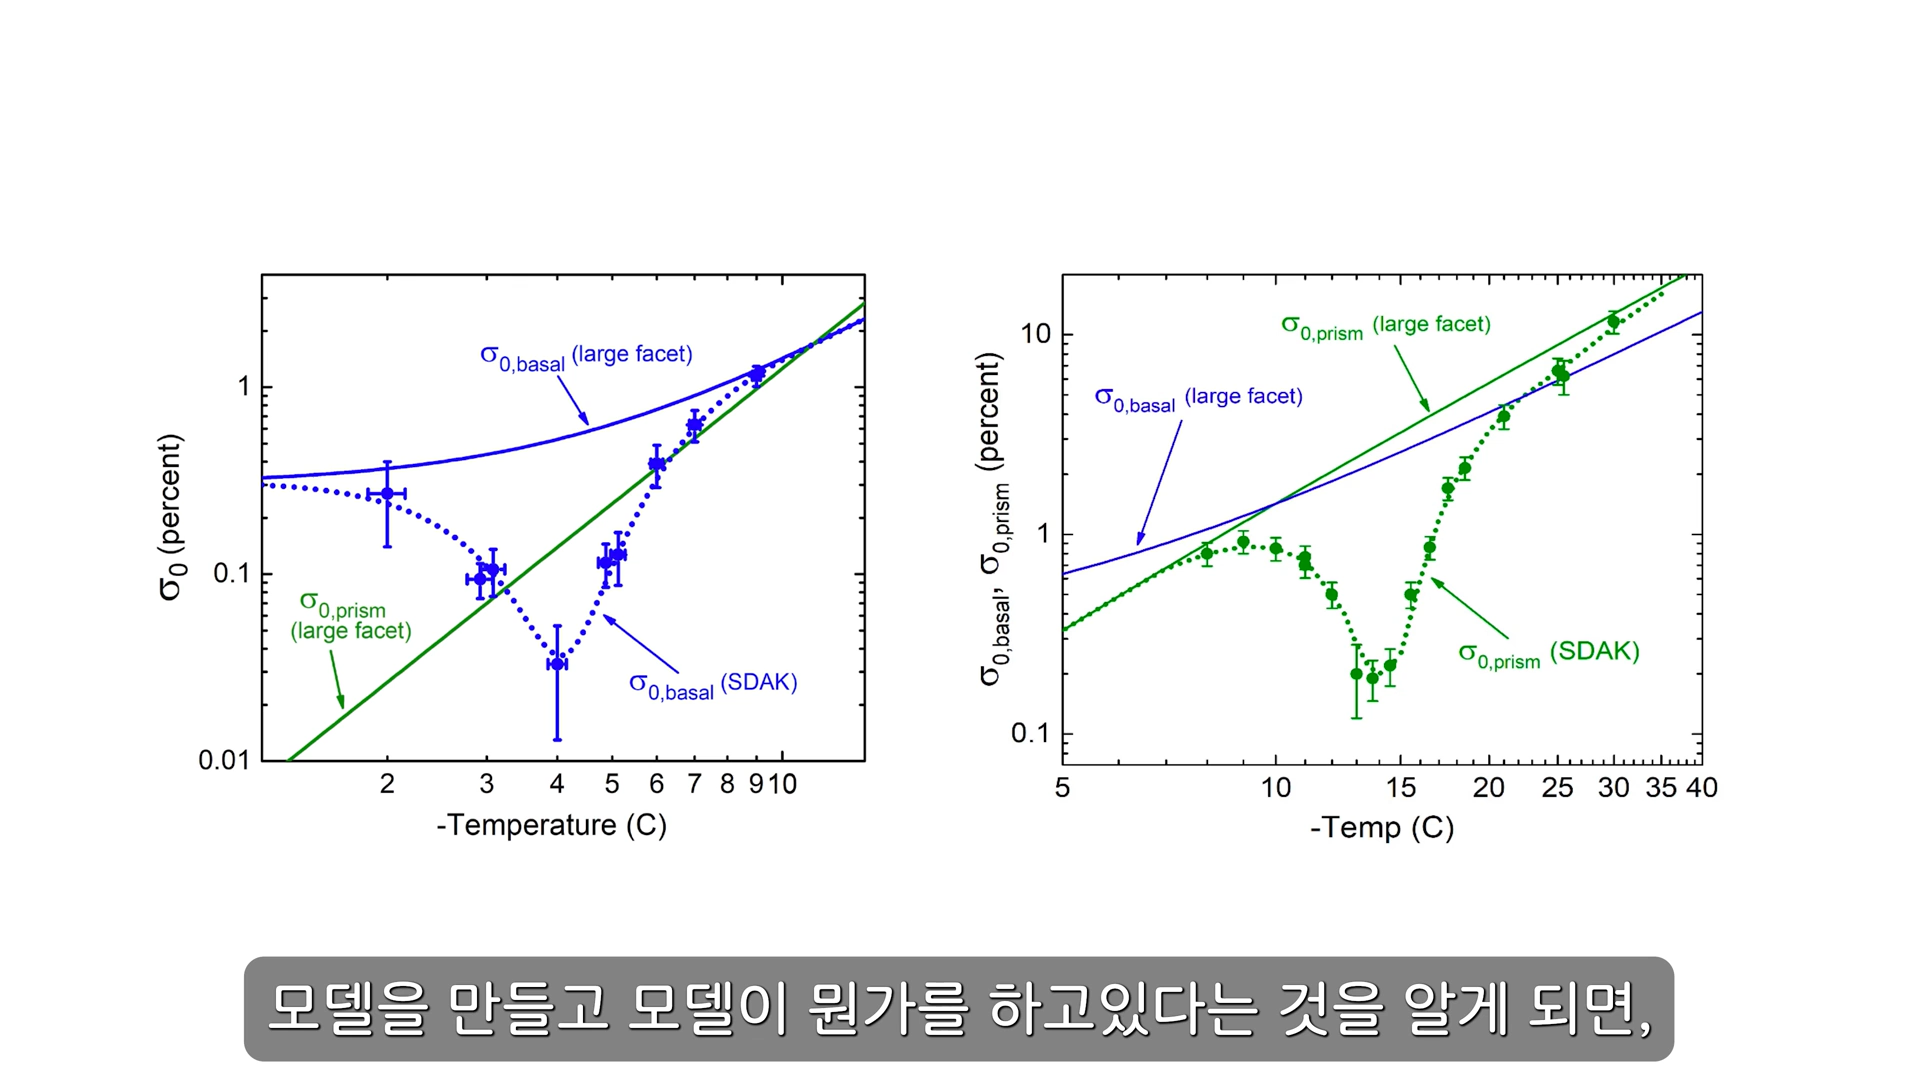 σ0,basal (large facet)
1
σ0 (percent)
0.1
σ0,prism
(large facet)
σ0,basal (SDAK)
0.01
2 3 4 5 6 7 8 9 10
-Temperature (C)
σ0,prism (large facet)
10
σ0,basal (large facet)
σ0,basal, σ0,prism (percent)
1
σ0,prism (SDAK)
0.1
5 10 15 20 25 30 35 40
-Temp (C)
모델을 만들고 모델이 뭔가를 하고있다는 것을 알게 되면,